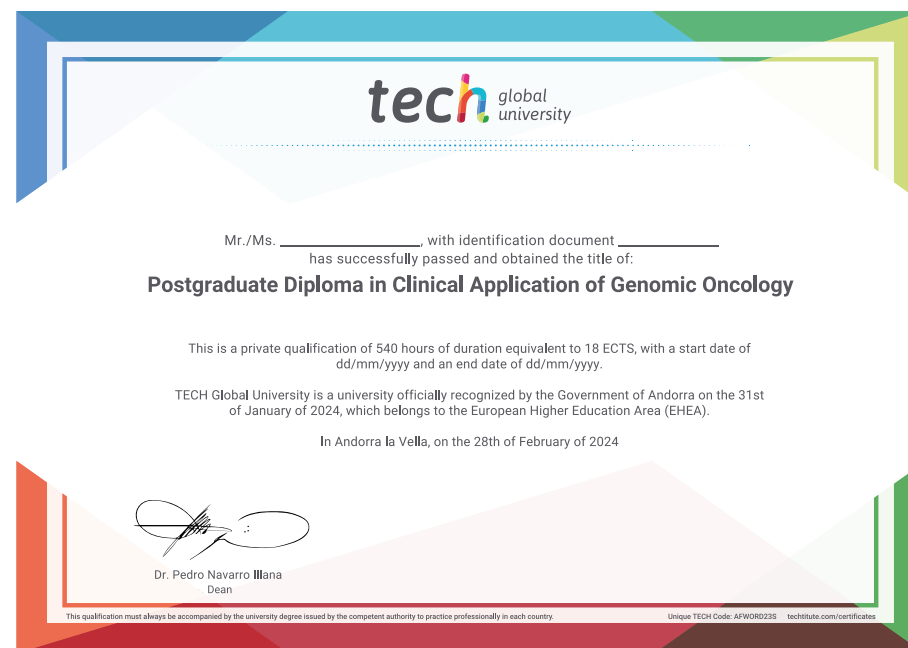 tech global university
Mr./Ms. ____________, with identification document ____________
has successfully passed and obtained the title of:
Postgraduate Diploma in Clinical Application of Genomic Oncology
This is a private qualification of 540 hours of duration equivalent to 18 ECTS, with a start date of
dd/mm/yyyy and an end date of dd/mm/yyyy.
TECH Global University is a university officially recognized by the Government of Andorra on the 31st
of January of 2024, which belongs to the European Higher Education Area (EHEA).
In Andorra la Vella, on the 28th of February of 2024
Dr. Pedro Navarro Illana
Dean
This qualification must always be accompanied by the university degree issued by the competent authority to practice professionally in each country.
Unique TECH Code: AFWORD23S techtitute.com/certificates